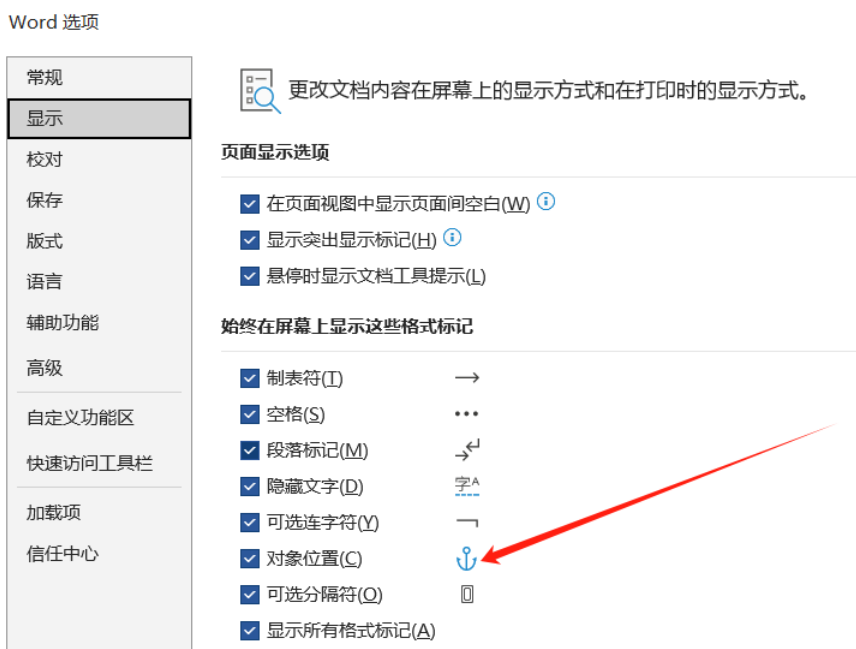 Word 选项
常规
显示
校对
保存
版式
语言
辅助功能
高级
自定义功能区
快速访问工具栏
加载项
信任中心
更改文档内容在屏幕上的显示方式和在打印时的显示方式。
页面显示选项
在页面视图中显示页面间空白(W)
显示突出显示标记(H)
悬停时显示文档工具提示(L)
始终在屏幕上显示这些格式标记
制表符(T)
空格(S)
段落标记(M)
隐藏文字(D) 字A
可选连字符(Y)
对象位置(C)
可选分隔符(O)
显示所有格式标记(A)